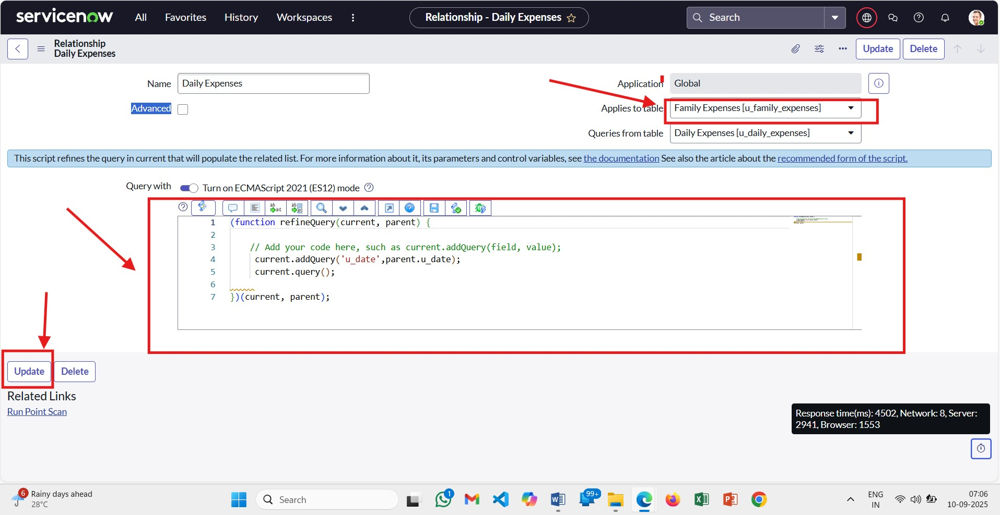 servicenow All Favorites History Workspaces Relationship - Daily Expenses Search
Relationship
Daily Expenses
Update Delete
Name Daily Expenses
Application Global
Advanced
Applies to table Family Expenses [u_family_expenses]
Queries from table Daily Expenses [u_daily_expenses]
This script refines the query in current that will populate the related list. For more information about it, its parameters and control variables, see the documentation See also the article about the recommended form of the script.
Query with Turn on ECMAScript 2021 (ES12) mode
1 (function refineQuery(current, parent) {
2
3 // Add your code here, such as current.addQuery(field, value);
4 current.addQuery('u_date',parent.u_date);
5 current.query();
6
7 })(current, parent);
Update Delete
Related Links
Run Point Scan
Response time(ms): 4502, Network: 8, Server:
2941, Browser: 1553
6 Rainy days ahead
28°C
Search
1
99+
ENG
IN
07:06
10-09-2025